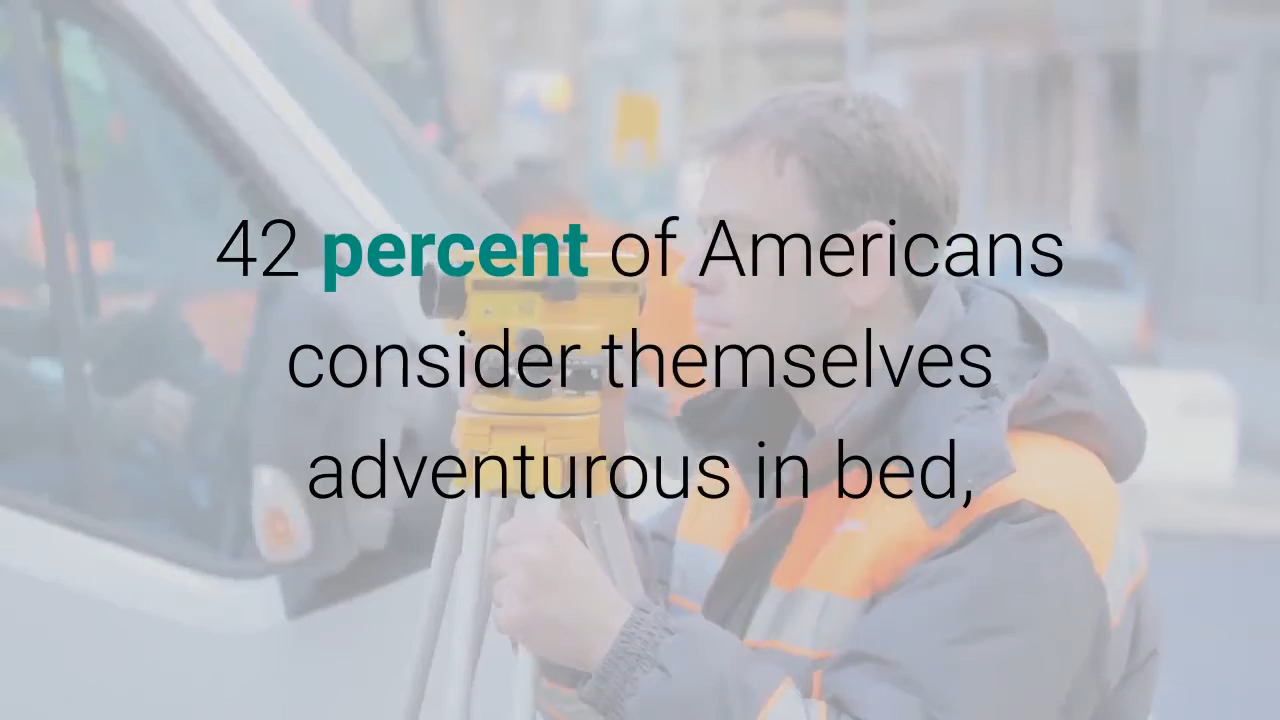 42 percent of Americans
consider themselves
adventurous in bed,